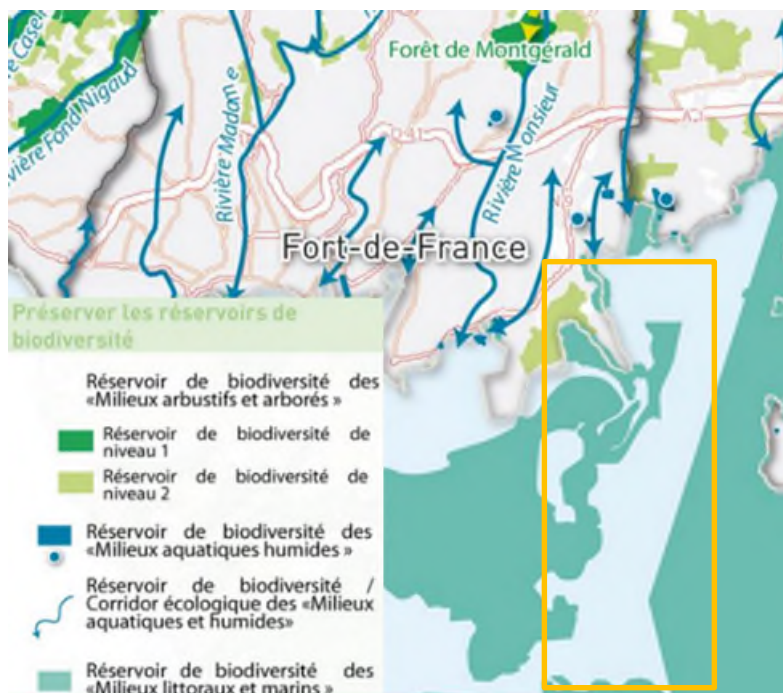 Forêt de Montgérald
Rivière Fond Nigaud
Rivière Madame
Rivière Monsieur
Fort-de-France
Préserver les réservoirs de
biodiversité
Réservoir de biodiversité des
«Milieux arbustifs et arborés »
Réservoir de biodiversité de
niveau 1
Réservoir de biodiversité de
niveau 2
Réservoir de biodiversité des
«Milieux aquatiques humides »
Réservoir de biodiversité /
Corridor écologique des «Milieux
aquatiques et humides»
Réservoir de biodiversité des
«Milieux littoraux et marins »